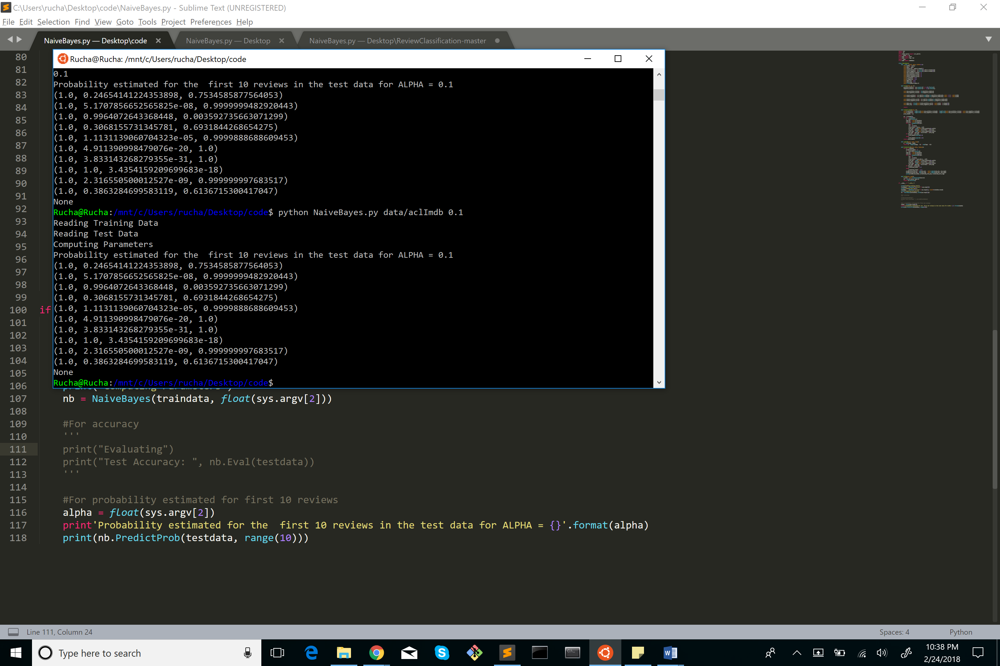 C:\Users\rucha\Desktop\code\NaiveBayes.py - Sublime Text (UNREGISTERED)
File Edit Selection Find View Goto Tools Project Preferences Help
NaiveBayes.py — Desktop\code
NaiveBayes.py — Desktop
NaiveBayes.py — Desktop\ReviewClassification-master
Rucha@Rucha: /mnt/c/Users/rucha/Desktop/code
0.1
Probability estimated for the  first 10 reviews in the test data for ALPHA = 0.1
(1.0, 0.24654141224353898, 0.7534585877564053)
(1.0, 5.1707856652565825e-08, 0.9999999482920443)
(1.0, 0.9964072643368448, 0.003592735663071299)
(1.0, 0.3068155731345781, 0.6931844268654275)
(1.0, 1.1131139060704323e-05, 0.9999888688609453)
(1.0, 4.911390998479076e-20, 1.0)
(1.0, 3.833143268279355e-31, 1.0)
(1.0, 1.0, 3.4354159209699683e-18)
(1.0, 2.316550500012527e-09, 0.999999997683517)
(1.0, 0.3863284699583119, 0.6136715300417047)
None
Rucha@Rucha:/mnt/c/Users/rucha/Desktop/code$ python NaiveBayes.py data/aclImdb 0.1
Reading Training Data
Reading Test Data
Computing Parameters
Probability estimated for the  first 10 reviews in the test data for ALPHA = 0.1
(1.0, 0.24654141224353898, 0.7534585877564053)
(1.0, 5.1707856652565825e-08, 0.9999999482920443)
(1.0, 0.9964072643368448, 0.003592735663071299)
(1.0, 0.3068155731345781, 0.6931844268654275)
(1.0, 1.1131139060704323e-05, 0.9999888688609453)
(1.0, 4.911390998479076e-20, 1.0)
(1.0, 3.833143268279355e-31, 1.0)
(1.0, 1.0, 3.4354159209699683e-18)
(1.0, 2.316550500012527e-09, 0.999999997683517)
(1.0, 0.3863284699583119, 0.6136715300417047)
None
Rucha@Rucha:/mnt/c/Users/rucha/Desktop/code$
80
81
82
83
84
85
86
87
88
89
90
91
92
93
94
95
96
97
98
99
100 if
101
102
103
104
105
106
107 nb = NaiveBayes(traindata, float(sys.argv[2]))
108
109 #For accuracy
110 '''
111 print("Evaluating")
112 print("Test Accuracy: ", nb.Eval(testdata))
113 '''
114
115 #For probability estimated for first 10 reviews
116 alpha = float(sys.argv[2])
117 print'Probability estimated for the  first 10 reviews in the test data for ALPHA = {}'.format(alpha)
118 print(nb.PredictProb(testdata, range(10)))
Line 111, Column 24
Spaces: 4
Python
Type here to search
10:38 PM
2/24/2018